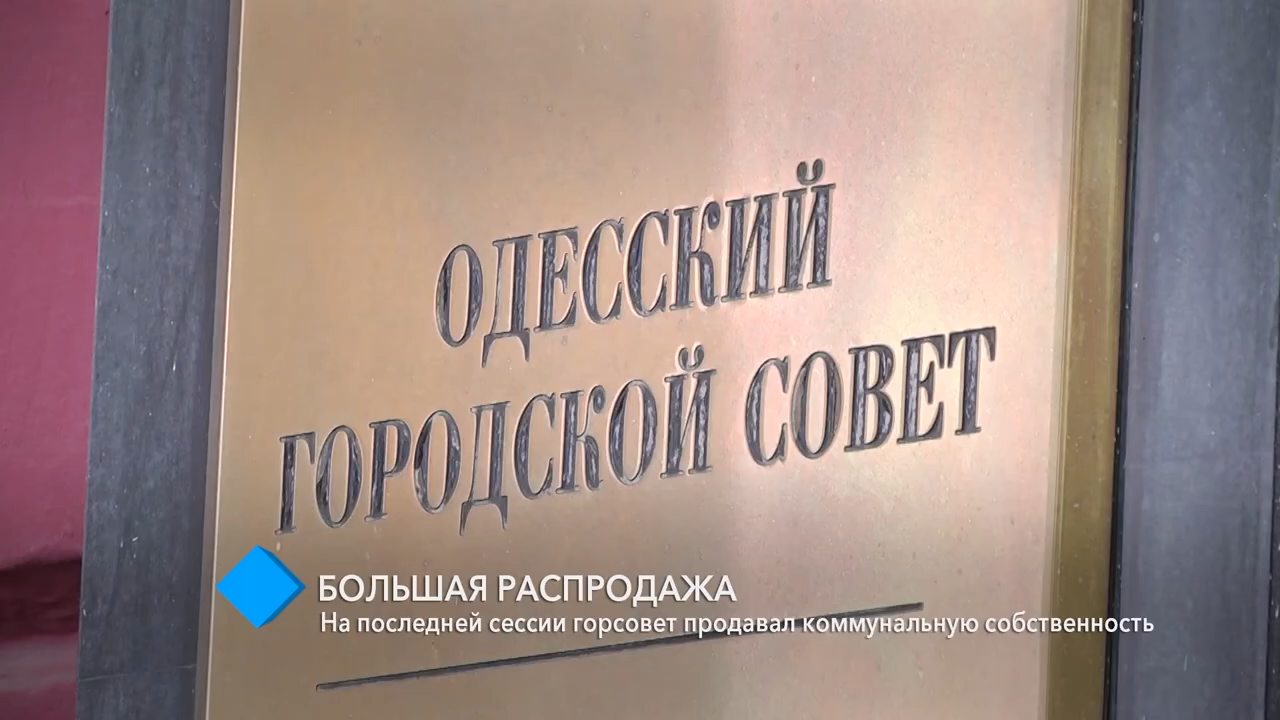 ОДЕССКИЙ
ГОРОДСКОЙ СОВЕТ
БОЛЬШАЯ РАСПРОДАЖА
На последней сессии горсовет продавал коммунальную собственность